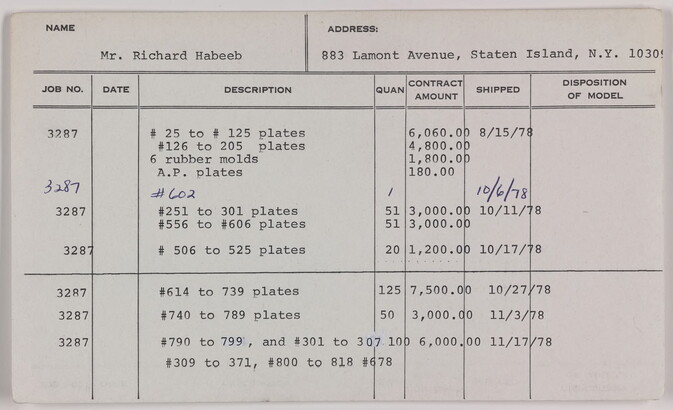 NAME
ADDRESS:
Mr. Richard Habeeb 883 Lamont Avenue, Staten Island, N.Y. 10309
JOB NO. DATE DESCRIPTION QUAN CONTRACT AMOUNT SHIPPED DISPOSITION OF MODEL
3287 # 25 to # 125 plates 6,060.00 8/15/78
#126 to 205 plates 4,800.00
6 rubber molds 1,800.00
A.P. plates 180.00
3287 #602 1 10/6/78
3287 #251 to 301 plates 51 3,000.00 10/11/78
#556 to #606 plates 51 3,000.00
3287 # 506 to 525 plates 20 1,200.00 10/17/78
3287 #614 to 739 plates 125 7,500.00 10/27/78
3287 #740 to 789 plates 50 3,000.00 11/3/78
3287 #790 to 799, and #301 to 307 100 6,000.00 11/17/78
#309 to 371, #800 to 818 #678